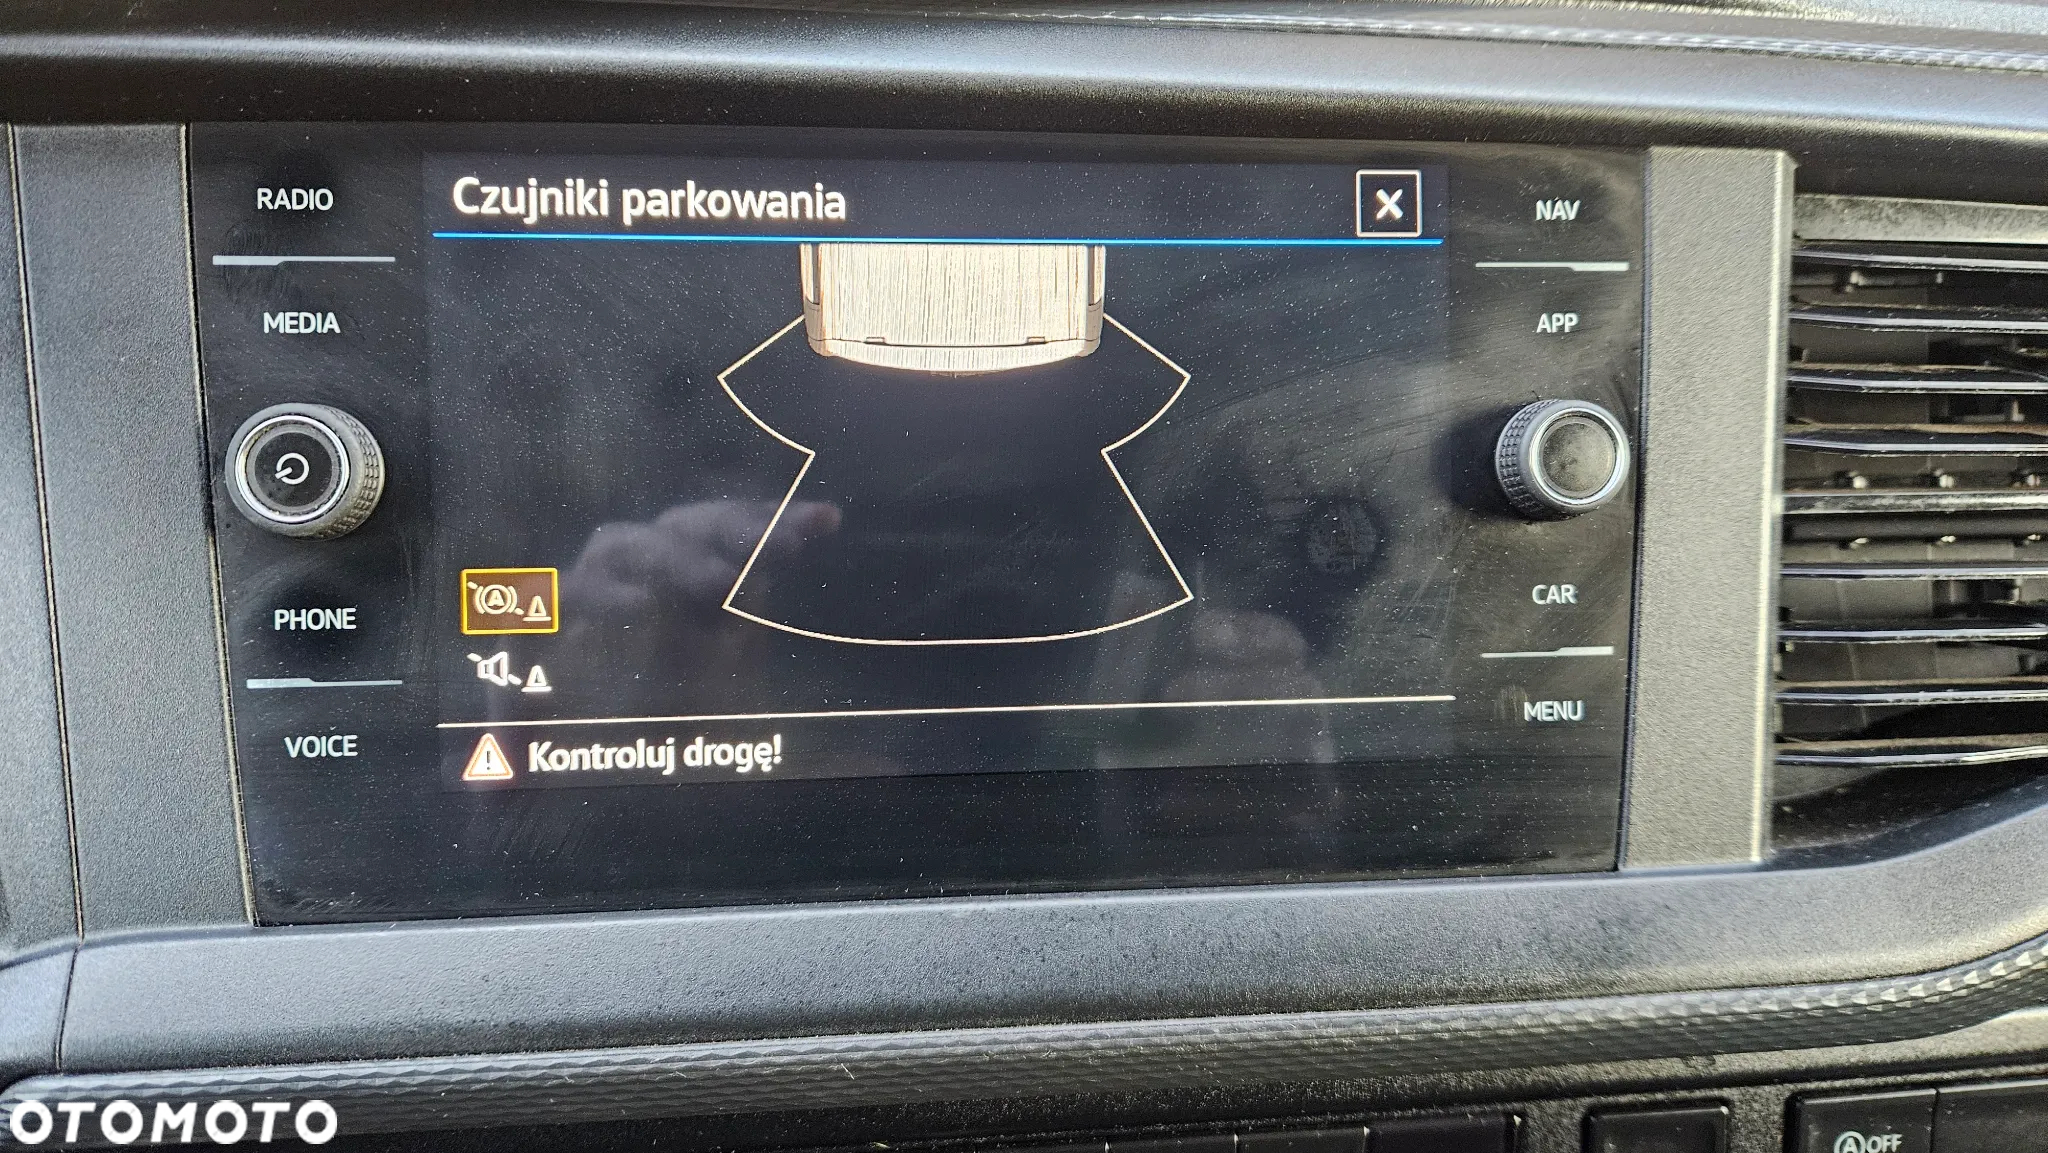 RADIO
MEDIA
PHONE
VOICE
Czujniki parkowania
A
Kontroluj drogę!
NAV
APP
CAR
MENU
A OFF
OTOMOTO